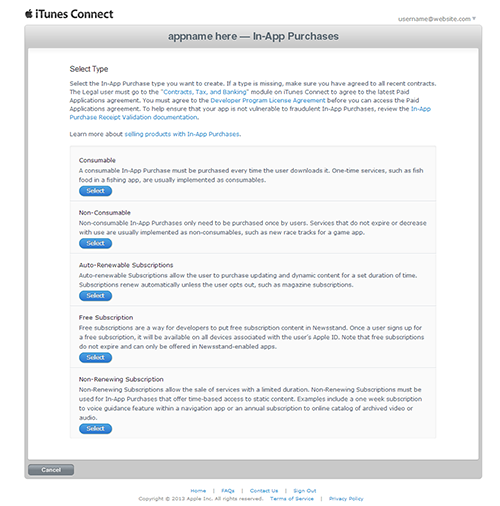 iTunes Connect
username@website.com
appname here — In-App Purchases
Select Type
Select the In-App Purchase type you want to create. If a type is missing, make sure you have agreed to all recent contracts.
The Legal user must go to the "Contracts, Tax, and Banking" module on iTunes Connect to agree to the latest Paid
Applications agreement. You must agree to the Developer Program License Agreement before you can access the Paid
Applications agreement. To help ensure that your app is not vulnerable to fraudulent In-App Purchases, review the In-App
Purchase Receipt Validation documentation.
Learn more about selling products with In-App Purchases.
Consumable
A consumable In-App Purchase must be purchased every time the user downloads it. One-time services, such as fish
food in a fishing app, are usually implemented as consumables.
Select
Non-Consumable
Non-consumable In-App Purchases only need to be purchased once by users. Services that do not expire or decrease
with use are usually implemented as non-consumables, such as new race tracks for a game app.
Select
Auto-Renewable Subscriptions
Auto-renewable Subscriptions allow the user to purchase updating and dynamic content for a set duration of time.
Subscriptions renew automatically unless the user opts out, such as magazine subscriptions.
Select
Free Subscription
Free subscriptions are a way for developers to put free subscription content in Newsstand. Once a user signs up for
a free subscription, it will be available on all devices associated with the user's Apple ID. Note that free subscriptions
do not expire and can only be offered in Newsstand-enabled apps.
Select
Non-Renewing Subscription
Non-Renewing Subscriptions allow the sale of services with a limited duration. Non-Renewing Subscriptions must be
used for In-App Purchases that offer time-based access to static content. Examples include a one week subscription
to voice guidance feature within a navigation app or an annual subscription to online catalog of archived video or
audio.
Select
Cancel
Home | FAQs | Contact Us | Sign Out
Copyright © 2013 Apple Inc. All rights reserved. Terms of Service | Privacy Policy